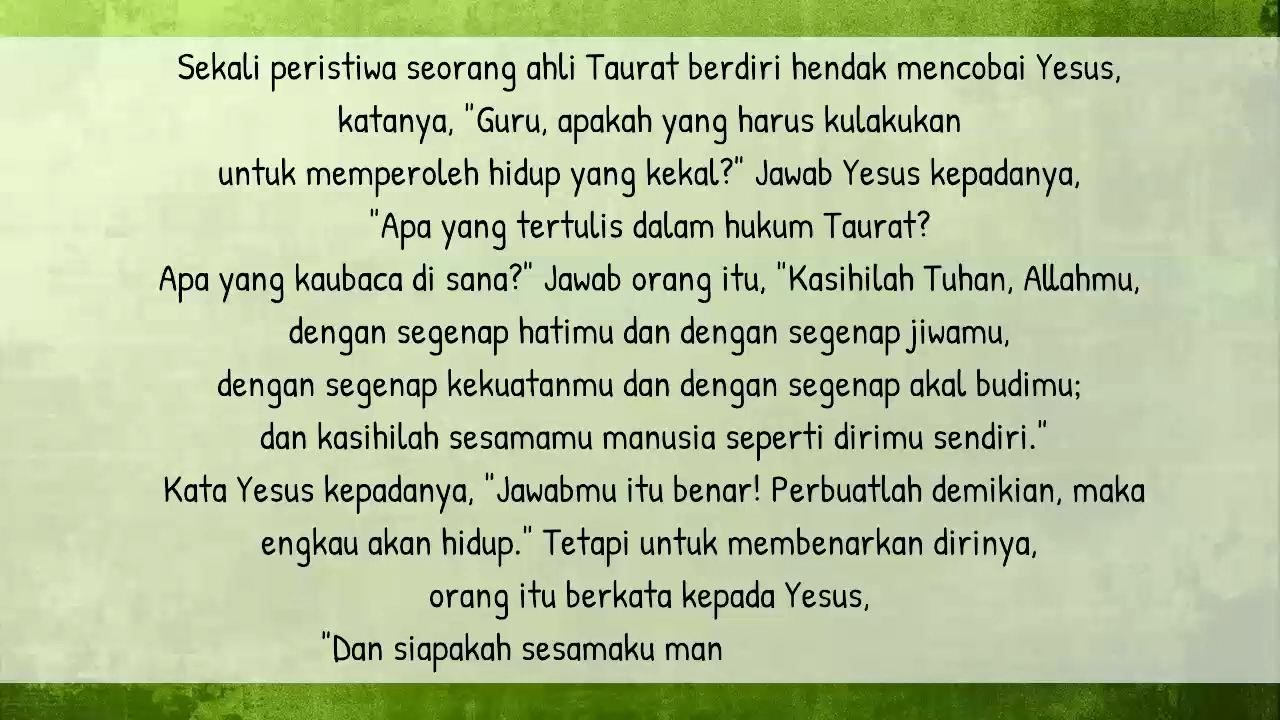 Sekali peristiwa seorang ahli Taurat berdiri hendak mencobai Yesus,
katanya, "Guru, apakah yang harus kulakukan
untuk memperoleh hidup yang kekal?" Jawab Yesus kepadanya,
"Apa yang tertulis dalam hukum Taurat?
Apa yang kaubaca di sana?" Jawab orang itu, "Kasihilah Tuhan, Allahmu,
dengan segenap hatimu dan dengan segenap jiwamu,
dengan segenap kekuatanmu dan dengan segenap akal budimu;
dan kasihilah sesamamu manusia seperti dirimu sendiri."
Kata Yesus kepadanya, "Jawabmu itu benar! Perbuatlah demikian, maka
engkau akan hidup." Tetapi untuk membenarkan dirinya,
orang itu berkata kepada Yesus,
"Dan siapakah sesamaku man